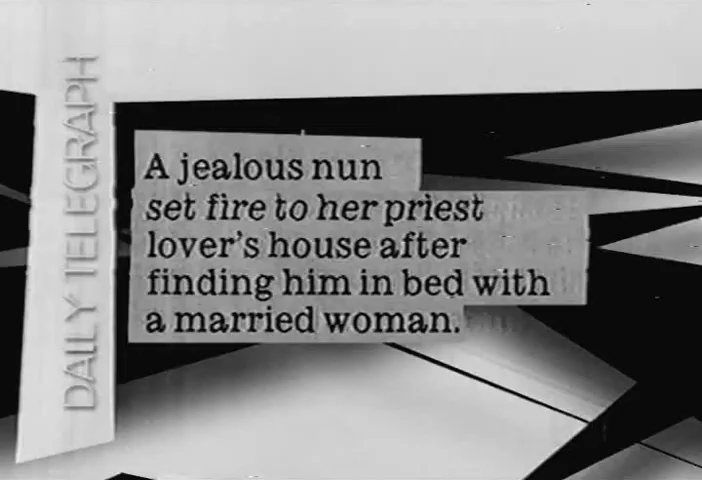 DAILY TELEGRAPH
A jealous nun
set fire to her priest
lover's house after
finding him in bed with
a married woman.